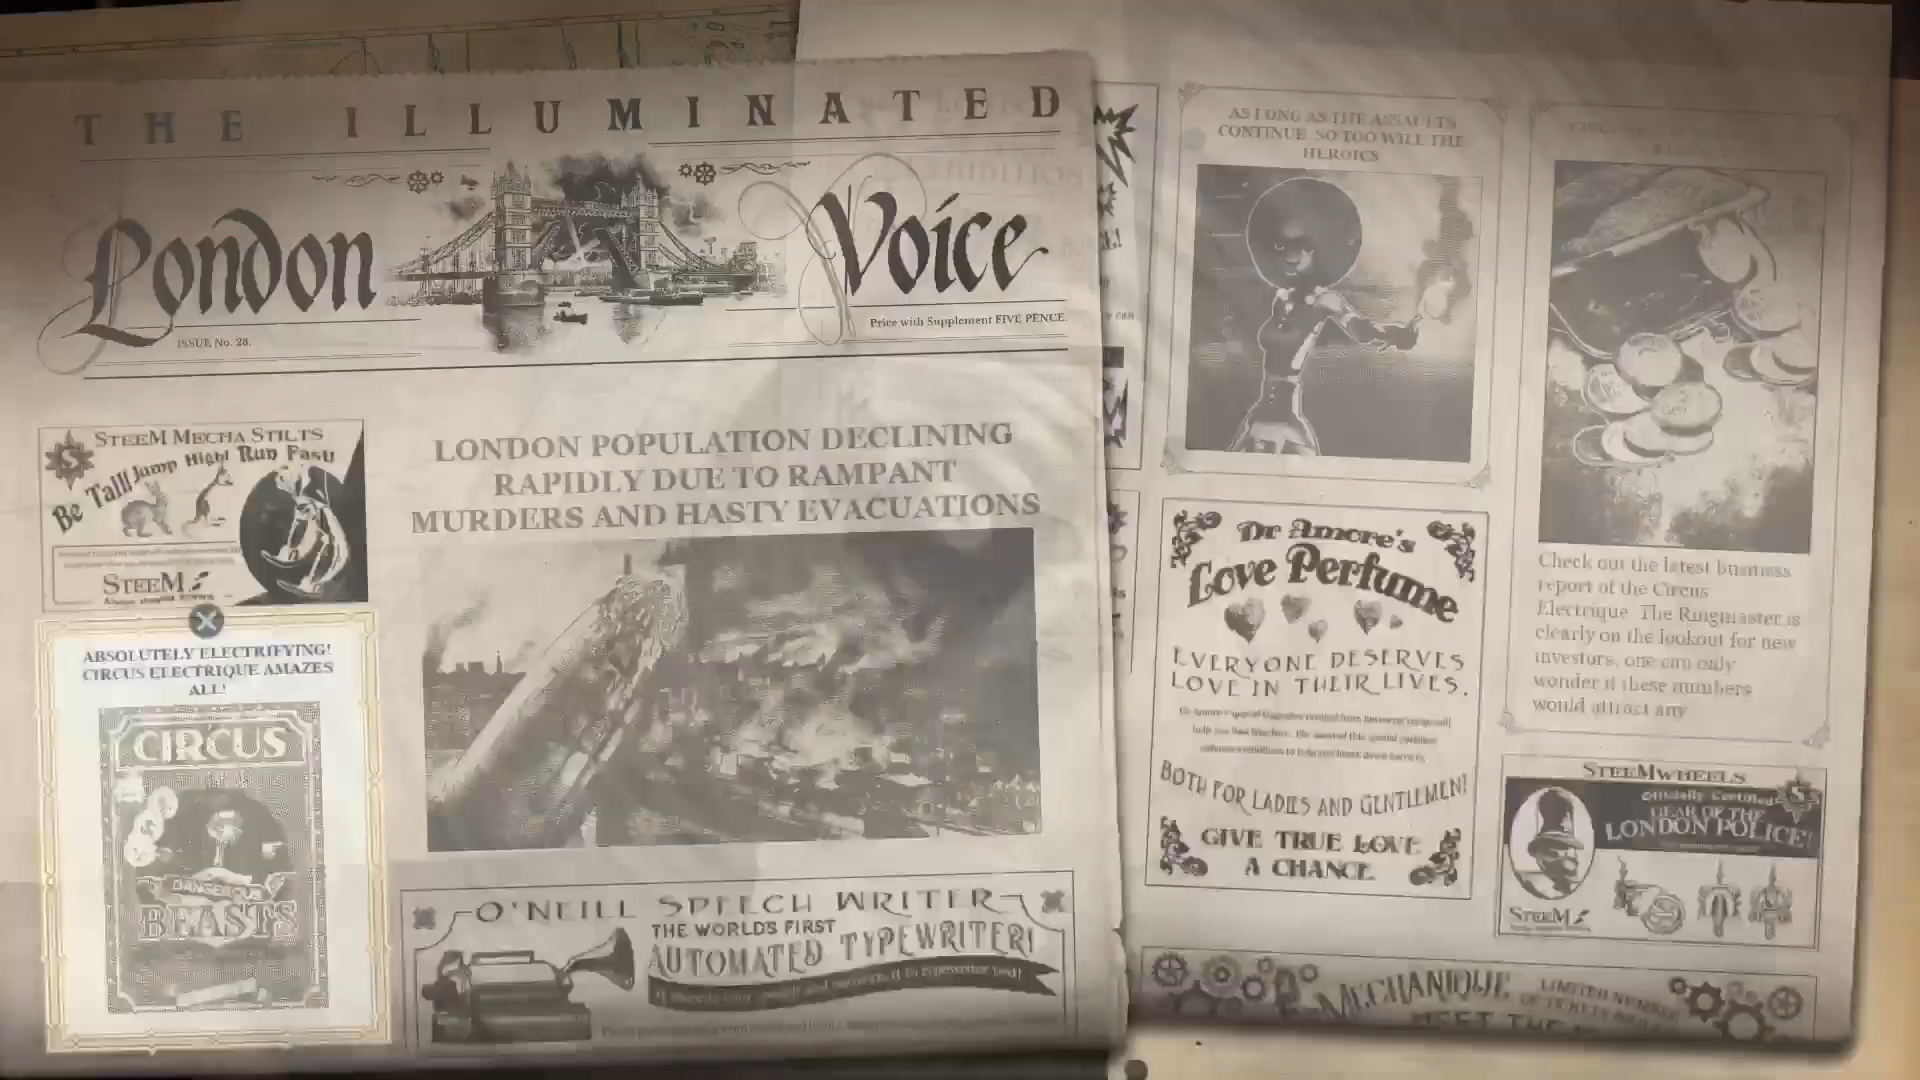 THE ILLUMINATED
London Voice
ISSUE No. 28.
Price with Supplement FIVE PENCE.
STEEM MECHA STILTS
Be Tall! Jump High! Run Fast!
STEEM
ABSOLUTELY ELECTRIFYING!
CIRCUS ELECTRIQUE AMAZES
ALL!
CIRCUS
DANGEROUS
BEASTS
LONDON POPULATION DECLINING
RAPIDLY DUE TO RAMPANT
MURDERS AND HASTY EVACUATIONS
O'NEILL SPEECH WRITER
THE WORLDS FIRST
AUTOMATED TYPEWRITER!
AS LONG AS THE ASSAULTS
CONTINUE, SO TOO WILL THE
HEROICS
Dr Amore's
Love Perfume
EVERYONE DESERVES
LOVE IN THEIR LIVES.
BOTH FOR LADIES AND GENTLEMEN!
GIVE TRUE LOVE
A CHANCE
Check out the latest business
report of the Circus
Electrique. The Ringmaster is
clearly on the lookout for new
investors, one can only
wonder if these numbers
would attract any
STEEMWHEELS
Officially Certified
GEAR OF THE
LONDON POLICE!
STEEM
MECHANIQUE
LIMITED NUMBER
OF TICKETS
MEET THE